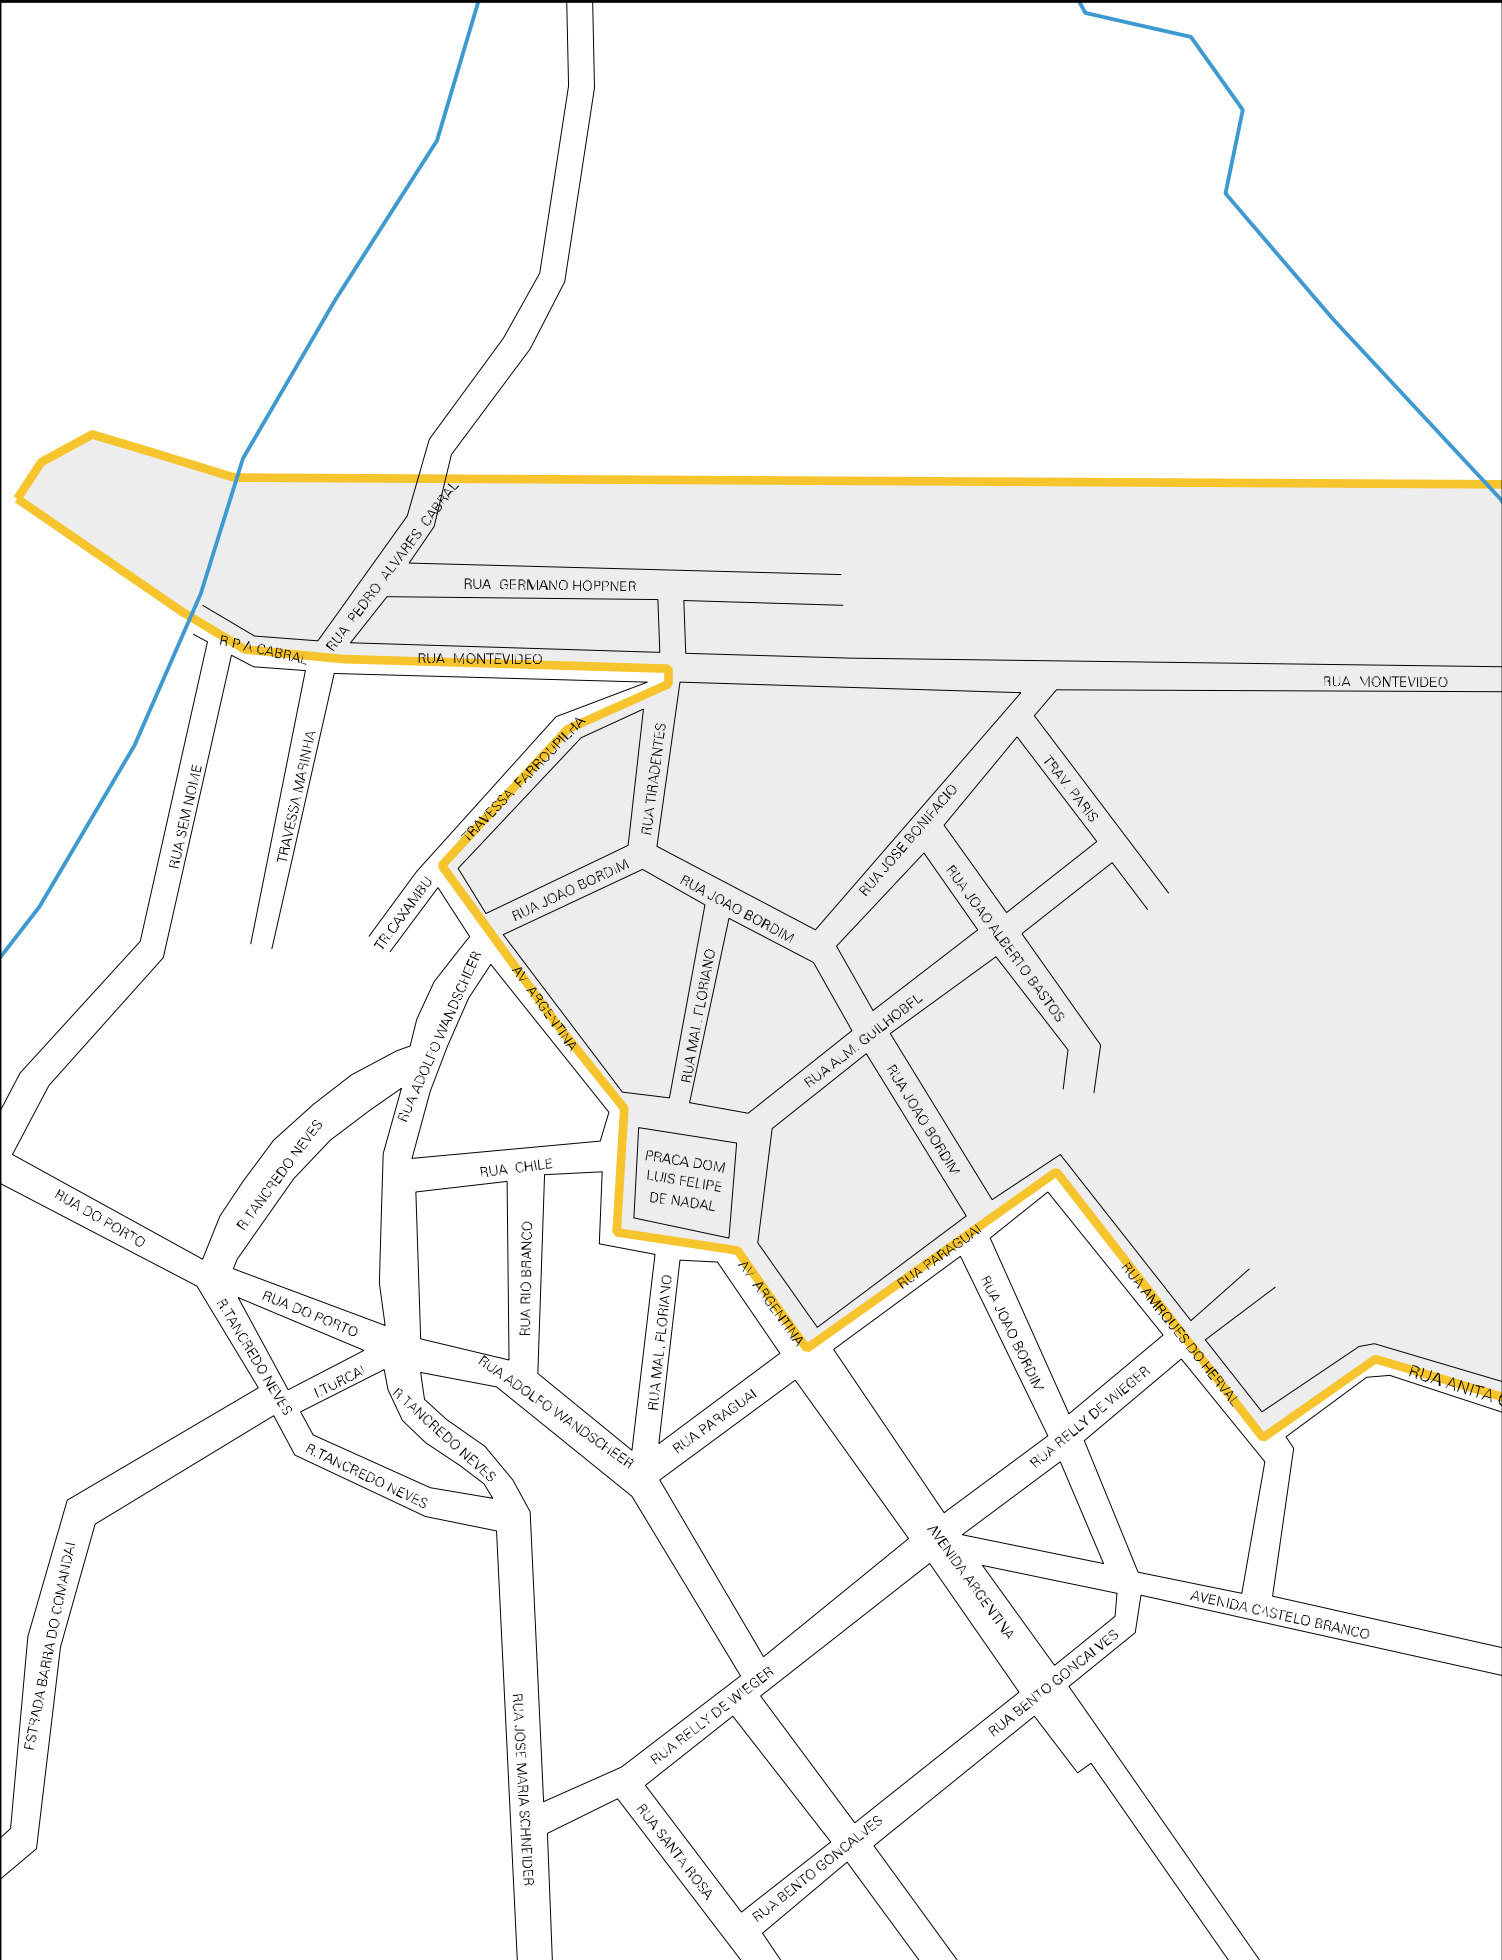 RUA PEDRO ALVARES CABRAL
RUA GERMANO HOPPNER
R P A CABRAL
RUA MONTEVIDEO
RUA MONTEVIDEO
TRAVESSA FARROUPILHA
RUA TIRADENTES
RUA SEM NOME
TRAVESSA MARINHA
TRAV. PARIS
RUA JOSE BONIFACIO
TR.CAXAMBU
RUA JOAO BORDIM
RUA JOAO BORDIM
RUA JOAO ALBERTO BASTOS
RUA ADOLFO WANDSCHEER
AV. ARGENTINA
RUA MAL. FLORIANO
RUA ALM. GUILHOBEL
RUA JOAO BORDIM
R.TANCREDO NEVES
RUA CHILE
PRACA DOM
LUIS FELIPE
DE NADAL
RUA DO PORTO
RUA RIO BRANCO
RUA PARAGUAI
RUA AMRQUES DO HERVAL
AV. ARGENTINA
RUA MAL. FLORIANO
RUA JOAO BORDIM
RUA DO PORTO
R.TANCREDO NEVES
RUA ANITA
RUA ADOLFO WANDSCHEER
R.TANCREDO NEVES
RUA PARAGUAI
RUA RELLY DE WIEGER
R.TANCREDO NEVES
AVENIDA ARGENTINA
ESTRADA BARRA DO COMANDAI
AVENIDA CASTELO BRANCO
RUA BENTO GONCALVES
RUA RELLY DE WIEGER
RUA JOSE MARIA SCHNEIDER
RUA SANTA ROSA
RUA BENTO GONCALVES